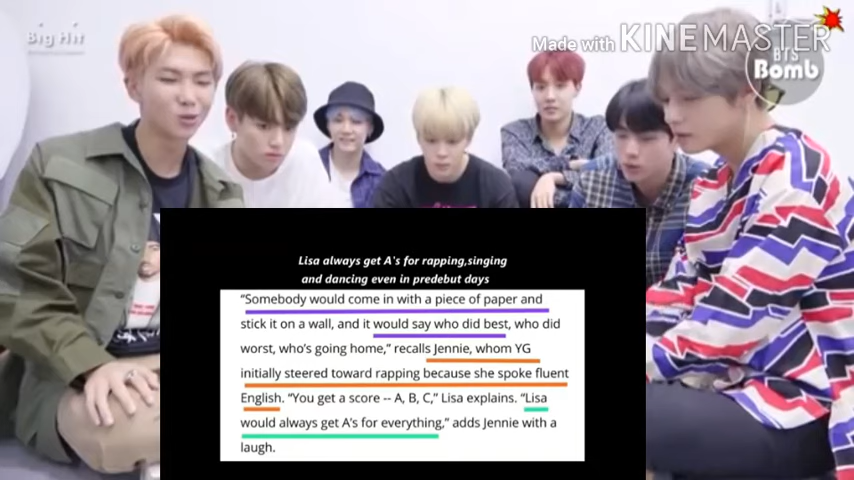 Big Hit
Made with KINEMASTER
BTS
Bomb
Lisa always get A's for rapping,singing
and dancing even in predebut days
“Somebody would come in with a piece of paper and
stick it on a wall, and it would say who did best, who did
worst, who's going home,” recalls Jennie, whom YG
initially steered toward rapping because she spoke fluent
English. “You get a score -- A, B, C,” Lisa explains. “Lisa
would always get A's for everything,” adds Jennie with a
laugh.